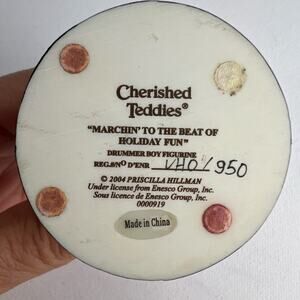 Cherished
Teddies®
"MARCHIN' TO THE BEAT OF
HOLIDAY FUN"
DRUMMER BOY FIGURINE
REG.#/NO D'ENR VHO/950
© 2004 PRISCILLA HILLMAN
Under license from Enesco Group, Inc.
Sous licence de Enesco Group, Inc.
0000919
Made in China